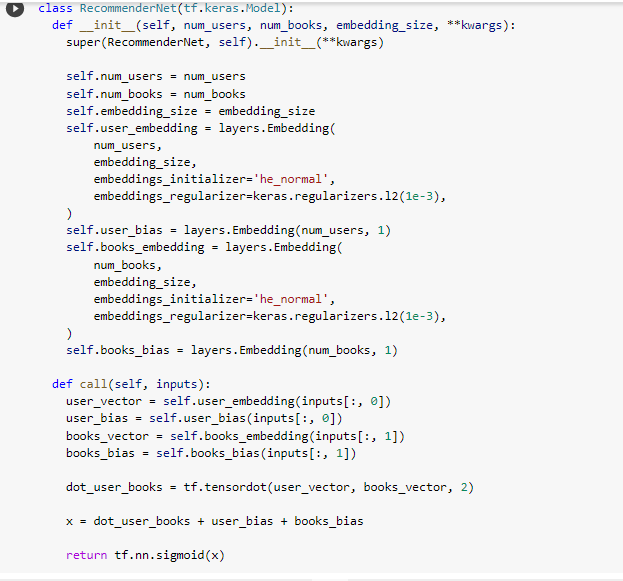 class RecommenderNet(tf.keras.Model):
  def __init__(self, num_users, num_books, embedding_size, **kwargs):
    super(RecommenderNet, self).__init__(**kwargs)

    self.num_users = num_users
    self.num_books = num_books
    self.embedding_size = embedding_size
    self.user_embedding = layers.Embedding(
        num_users,
        embedding_size,
        embeddings_initializer='he_normal',
        embeddings_regularizer=keras.regularizers.l2(1e-3),
    )
    self.user_bias = layers.Embedding(num_users, 1)
    self.books_embedding = layers.Embedding(
        num_books,
        embedding_size,
        embeddings_initializer='he_normal',
        embeddings_regularizer=keras.regularizers.l2(1e-3),
    )
    self.books_bias = layers.Embedding(num_books, 1)

  def call(self, inputs):
    user_vector = self.user_embedding(inputs[:, 0])
    user_bias = self.user_bias(inputs[:, 0])
    books_vector = self.books_embedding(inputs[:, 1])
    books_bias = self.books_bias(inputs[:, 1])

    dot_user_books = tf.tensordot(user_vector, books_vector, 2)

    x = dot_user_books + user_bias + books_bias

    return tf.nn.sigmoid(x)